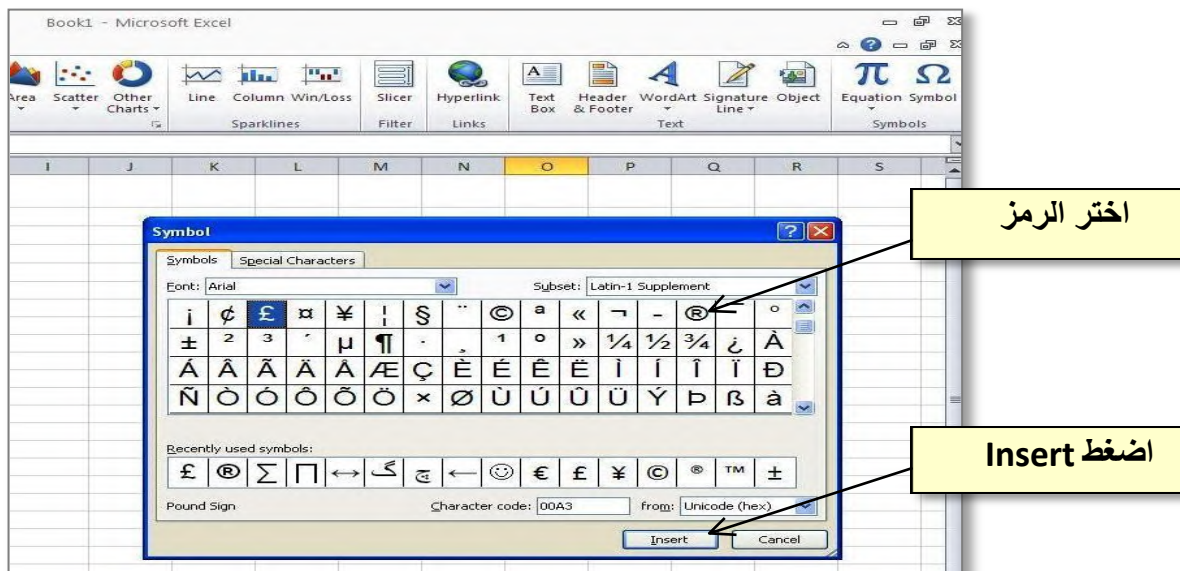 Book1 - Microsoft Excel
Area Scatter Other Charts Line Column Win/Loss Slicer Hyperlink Text Box Header & Footer WordArt Signature Line Object Equation Symbol
Sparklines Filter Links Text Symbols
I J K L M N O P Q R S
Symbol
اختر الرمز
Symbols Special Characters
Font: Arial Subset: Latin-1 Supplement
¡ ¢ £ ¤ ¥ ¦ § ¨ © ª « ¬ - ® ¯ °
± ² ³ ´ µ ¶ · ¸ ¹ º » ¼ ½ ¾ ¿ À
Á Â Ã Ä Å Æ Ç È É Ê Ë Ì Í Î Ï Ð
Ñ Ò Ó Ô Õ Ö × Ø Ù Ú Û Ü Ý Þ ß à
Recently used symbols:
£ ® ∑ ∏ ↔ گ چ ← ☺ € £ ¥ © ® ™ ±
اضغط Insert
Pound Sign Character code: 00A3 from: Unicode (hex)
Insert Cancel